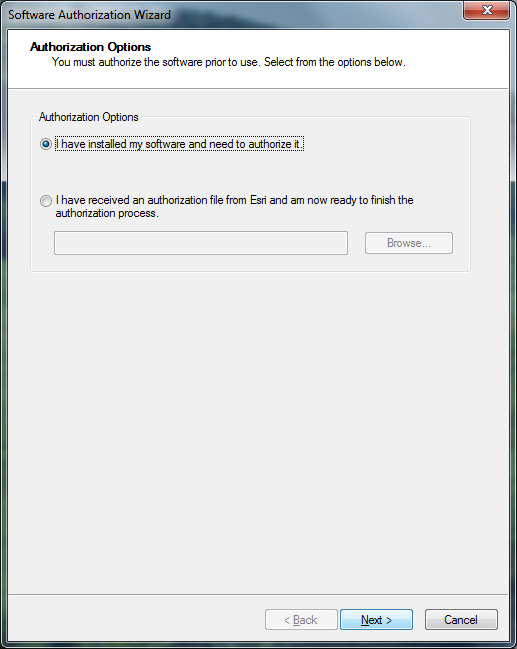 Software Authorization Wizard
Authorization Options
You must authorize the software prior to use. Select from the options below.
Authorization Options
I have installed my software and need to authorize it.
I have received an authorization file from Esri and am now ready to finish the
authorization process.
Browse...
< Back
Next >
Cancel